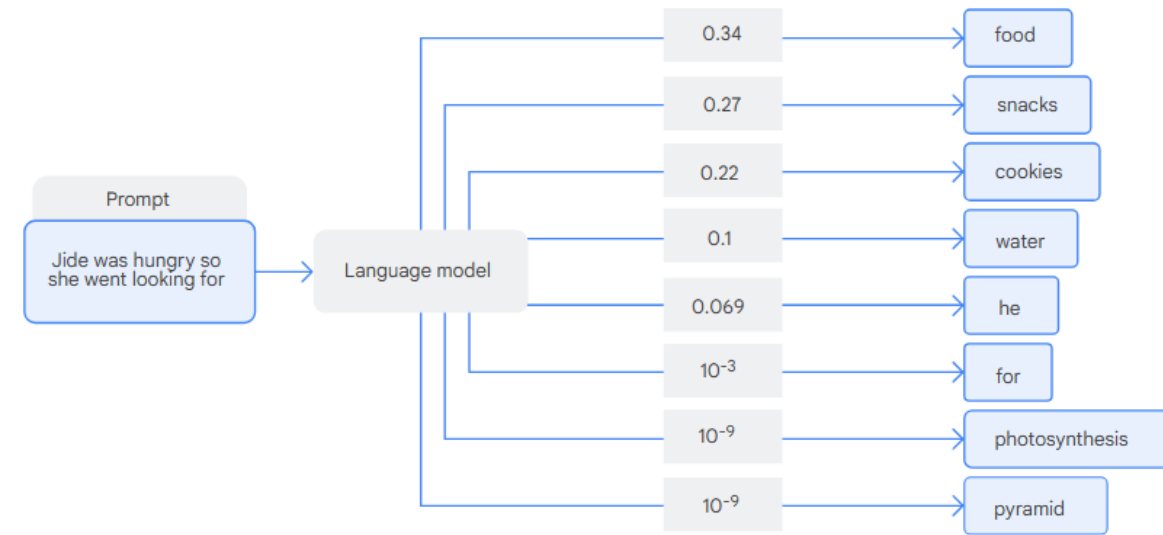 Prompt
Jide was hungry so
she went looking for
Language model
0.34
food
0.27
snacks
0.22
cookies
0.1
water
0.069
he
10⁻³
for
10⁻⁹
photosynthesis
10⁻⁹
pyramid